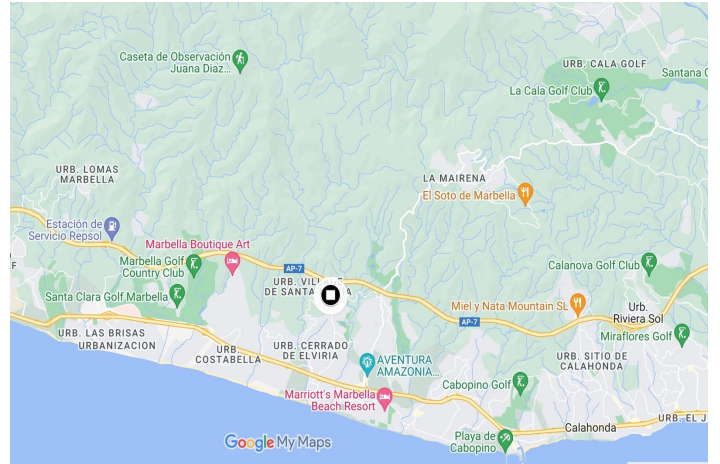 Caseta de Observación
Juana Diaz...
URB. CALA GOLF
Santana
La Cala Golf Club
URB. LOMAS
MARBELLA
LA MAIRENA
El Soto de Marbella
Estación de
Servicio Repsol
Marbella Boutique Art
Marbella Golf
Country Club
AP-7
Calanova Golf Club
URB.
DE SANTA
Santa Clara Golf Marbella
Miel y Nata Mountain SL
Urb.
Riviera Sol
AP-7
URB. LAS BRISAS
URBANIZACION
Miraflores Golf
URB.
COSTABELLA
URB. CERRADO
DE ELVIRIA
AVENTURA
AMAZONIA...
URB. SITIO DE
CALAHONDA
Cabopino Golf
Marriott's Marbella
Beach Resort
URB. EL
Calahonda
Playa de
Cabopino
Google My Maps